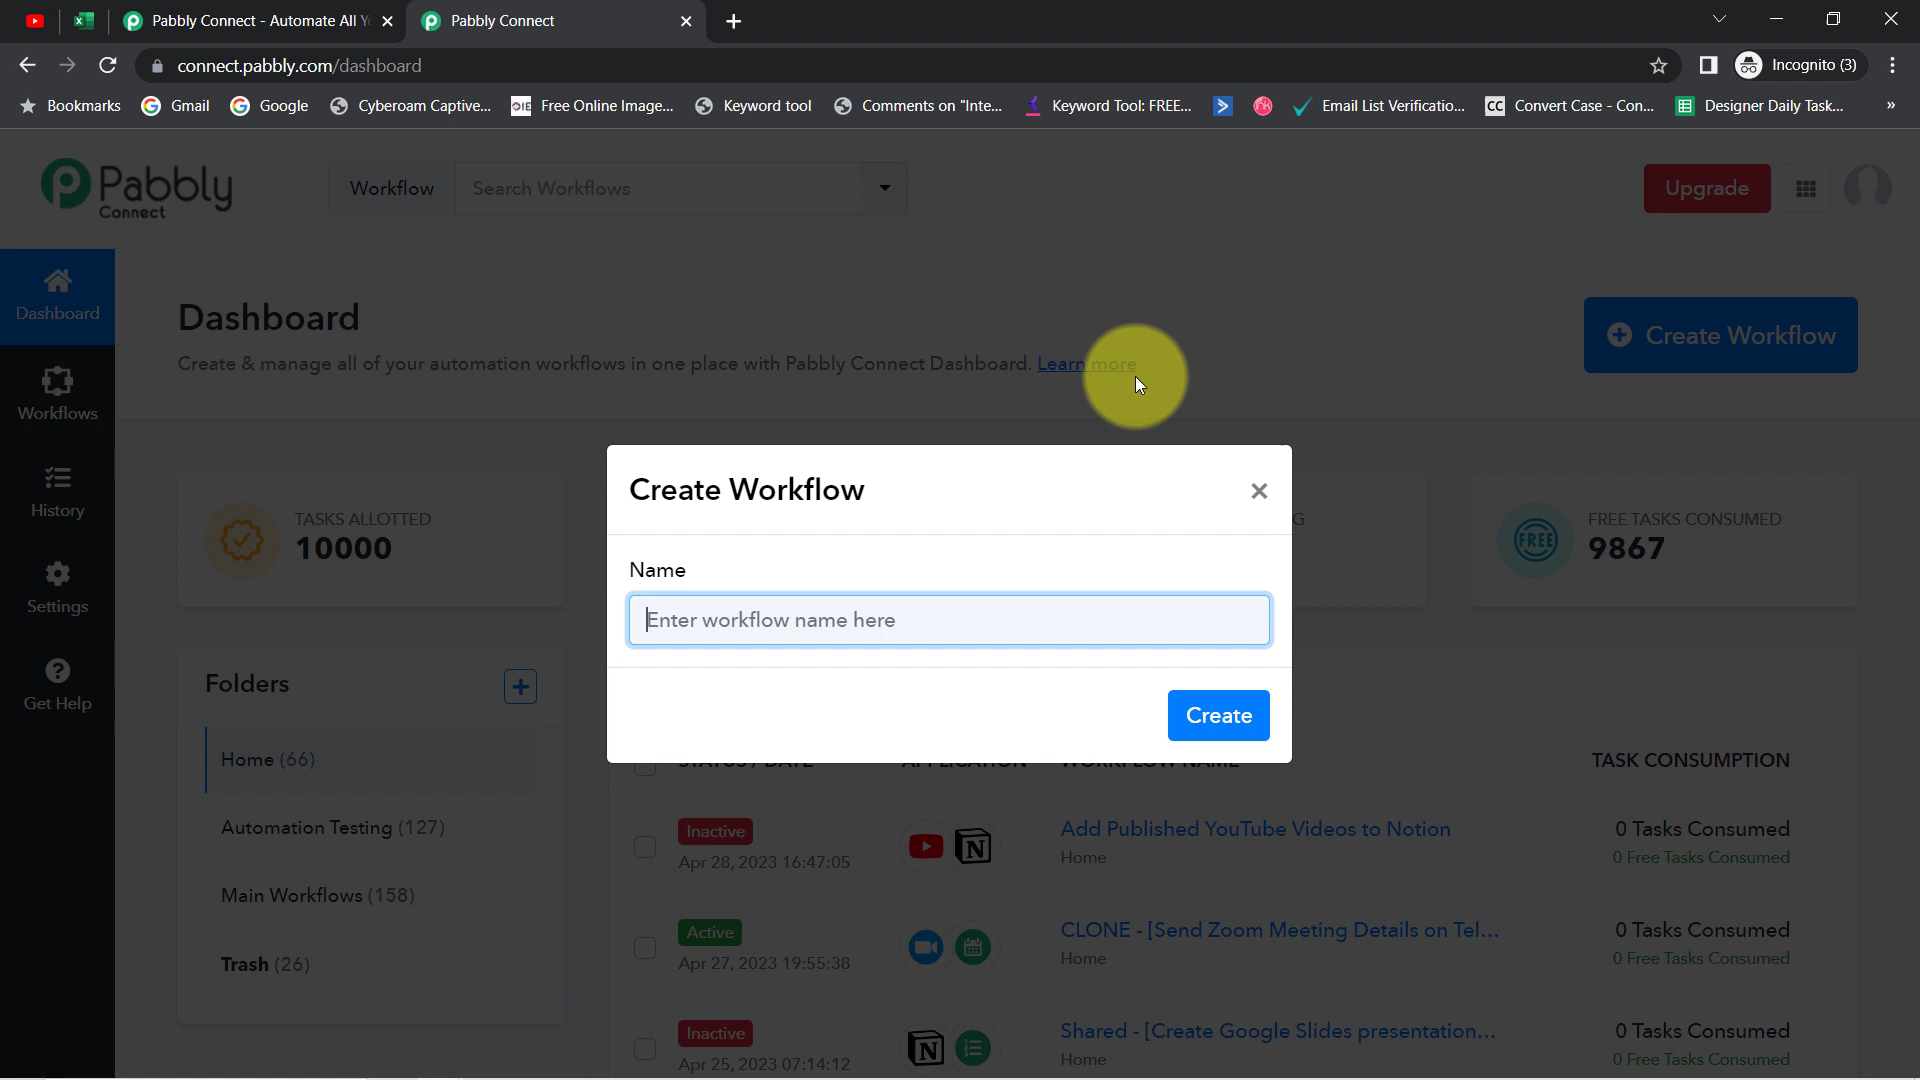 Pabbly Connect - Automate All Y
Pabbly Connect
connect.pabbly.com/dashboard
Incognito (3)
Bookmarks
Gmail
Google
Cyberoam Captive...
OIE
Free Online Image...
Keyword tool
Comments on "Inte...
Keyword Tool: FREE...
Email List Verificatio...
CC
Convert Case - Con...
Designer Daily Task...
»
Pabbly
Connect
Workflow
Search Workflows
Upgrade
Dashboard
Workflows
History
Settings
Get Help
Dashboard
Create & manage all of your automation workflows in one place with Pabbly Connect Dashboard. Learn more
Create Workflow
TASKS ALLOTTED
10000
G
FREE
FREE TASKS CONSUMED
9867
Create Workflow
×
Name
Enter workflow name here
Create
Folders
+
Home (66)
Automation Testing (127)
Main Workflows (158)
Trash (26)
STATUS / DATE
APPLICATION
WORKFLOW NAME
TASK CONSUMPTION
Inactive
Apr 28, 2023 16:47:05
Add Published YouTube Videos to Notion
Home
0 Tasks Consumed
0 Free Tasks Consumed
Active
Apr 27, 2023 19:55:38
CLONE - [Send Zoom Meeting Details on Tel...
Home
0 Tasks Consumed
0 Free Tasks Consumed
Inactive
Apr 25, 2023 07:14:12
Shared - [Create Google Slides presentation...
Home
0 Tasks Consumed
0 Free Tasks Consumed